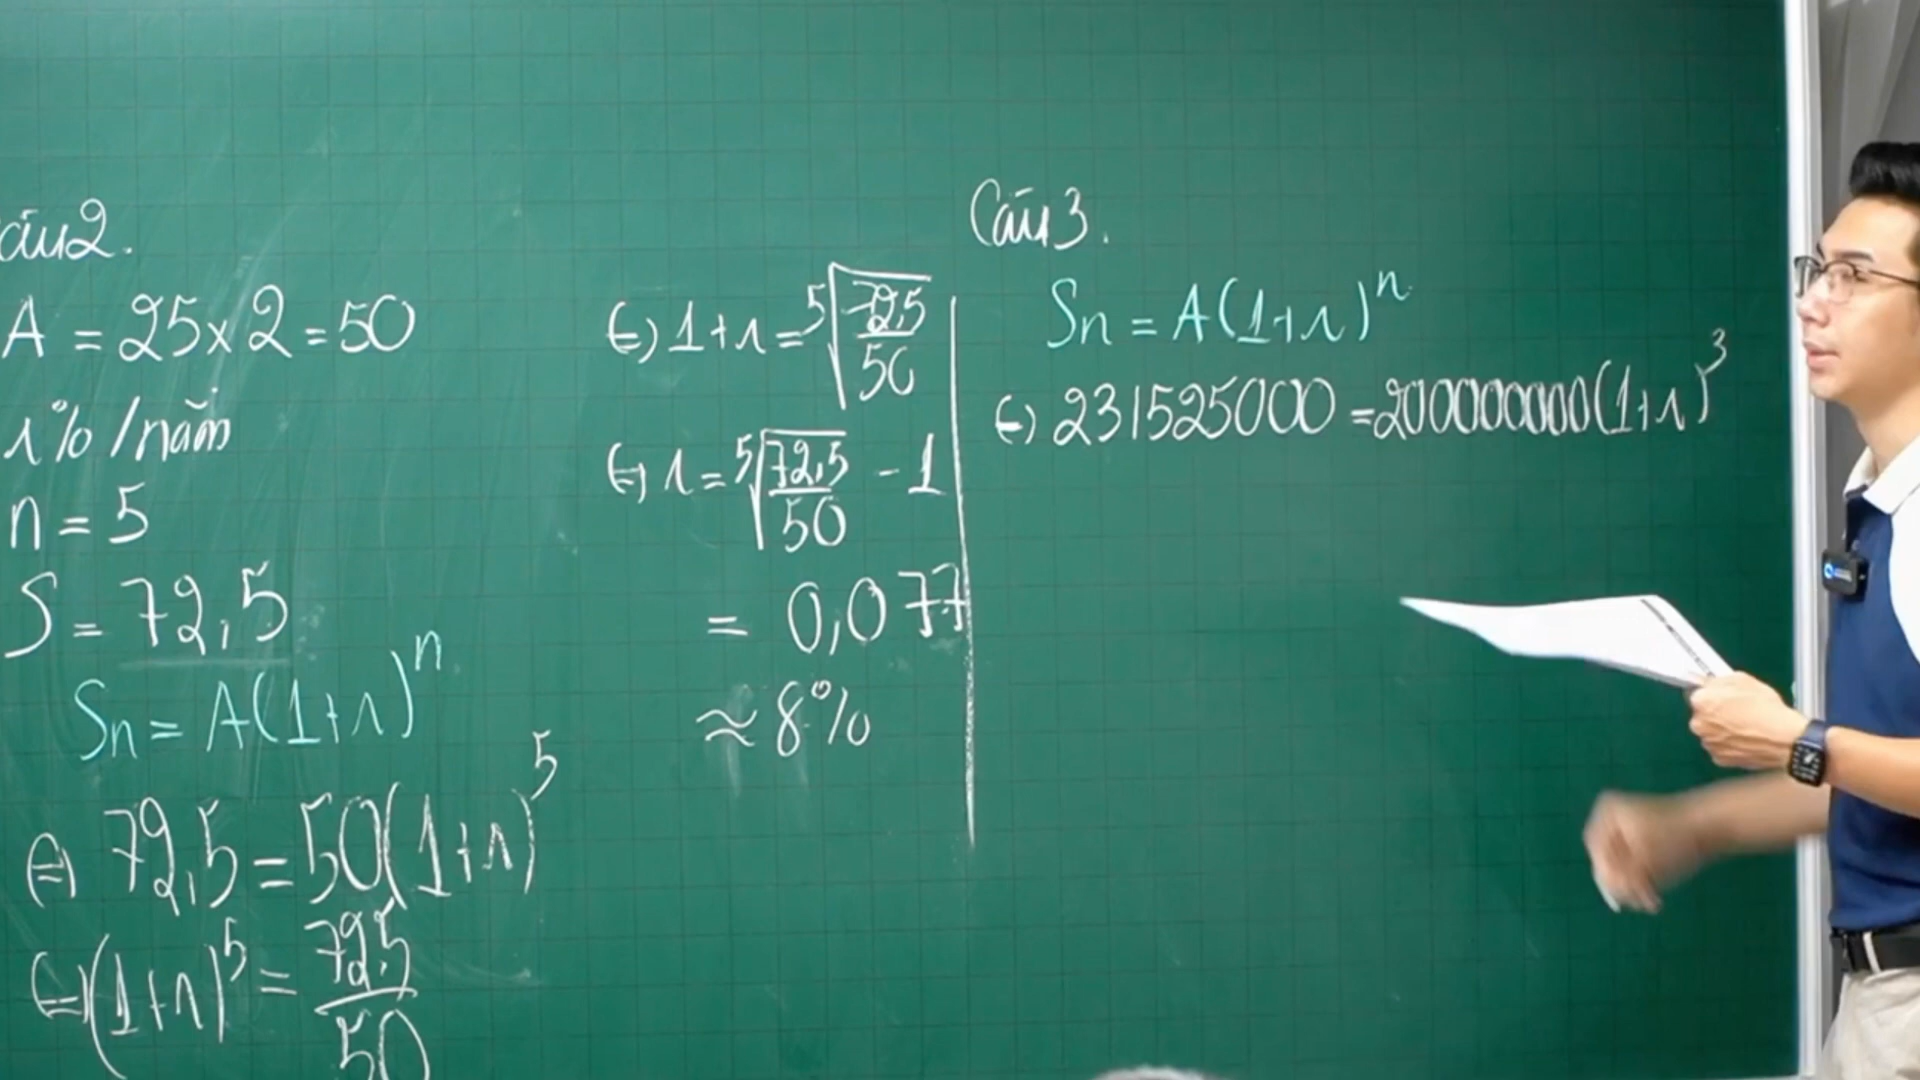 Câu 2.
A = 25 x 2 = 50
r% /năm
n = 5
S = 72,5
Sn = A(1+r)^n
⇔ 72,5 = 50(1+r)^5
⇔ (1+r)^5 = 72,5/50
⇔ 1+r = ⁵√(72,5/50)
⇔ r = ⁵√(72,5/50) - 1
= 0,077
≈ 8%
Câu 3.
Sn = A(1+r)^n
⇔ 231525000 = 200000000(1+r)^3